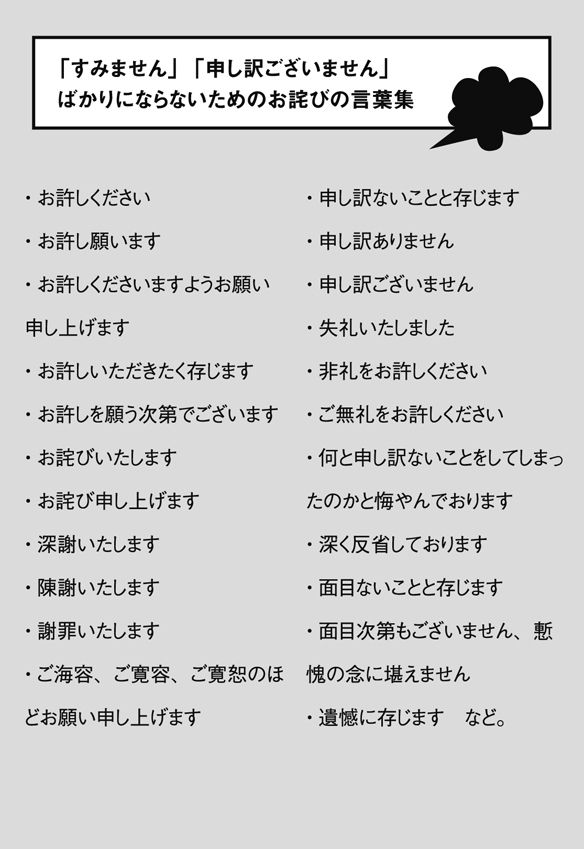 「すみません」「申し訳ございません」
ばかりにならないためのお詫びの言葉集
・お許しください
・お許し願います
・お許しくださいますようお願い
申し上げます
・お許しいただきたく存じます
・お許しを願う次第でございます
・お詫びいたします
・お詫び申し上げます
・深謝いたします
・陳謝いたします
・謝罪いたします
・ご海容、ご寛容、ご寛恕のほ
どお願い申し上げます
・申し訳ないことと存じます
・申し訳ありません
・申し訳ございません
・失礼いたしました
・非礼をお許しください
・ご無礼をお許しください
・何と申し訳ないことをしてしまっ
たのかと悔やんでおります
・深く反省しております
・面目ないことと存じます
・面目次第もございません、慙
愧の念に堪えません
・遺憾に存じます　など。